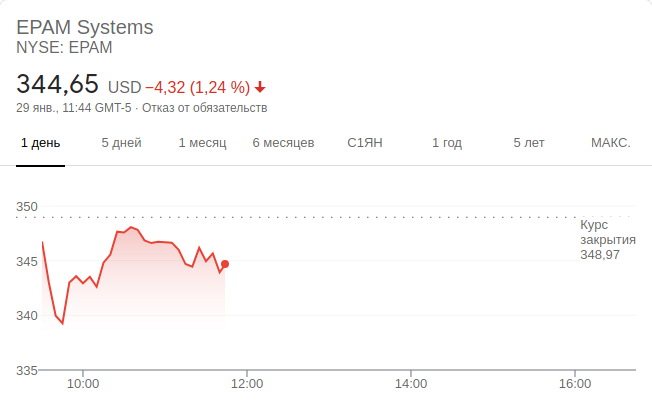 EPAM Systems
NYSE: EPAM
344,65 USD −4,32 (1,24 %)
29 янв., 11:44 GMT-5 · Отказ от обязательств
1 день 5 дней 1 месяц 6 месяцев С1ЯН 1 год 5 лет МАКС.
350
Курс
закрытия
348,97
345
340
335
10:00 12:00 14:00 16:00